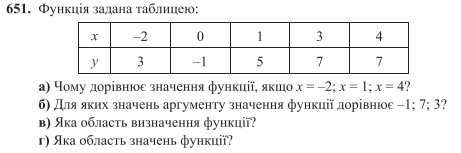 651. Функція задана таблицею:
x –2 0 1 3 4
y 3 –1 5 7 7
а) Чому дорівнює значення функції, якщо x = –2; x = 1; x = 4?
б) Для яких значень аргументу значення функції дорівнює –1; 7; 3?
в) Яка область визначення функції?
г) Яка область значень функції?